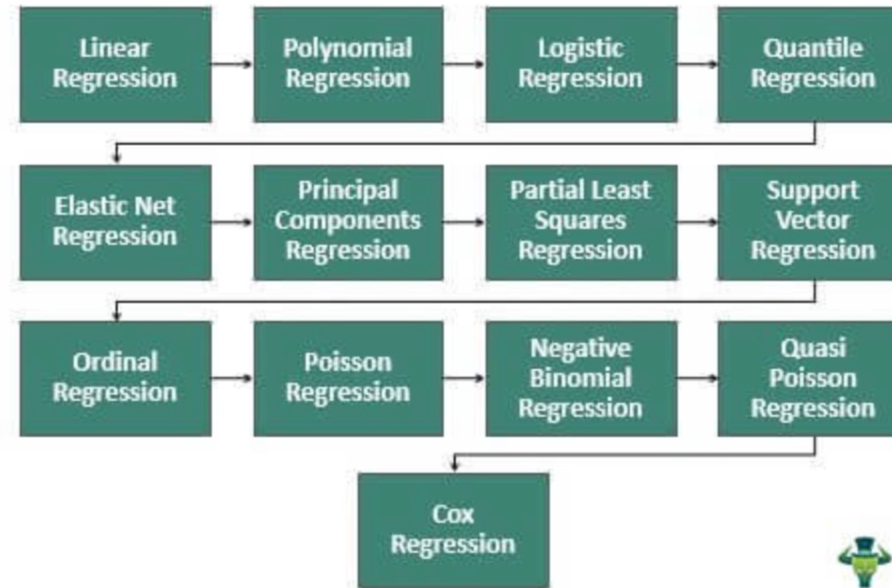 Linear
Regression
Polynomial
Regression
Logistic
Regression
Quantile
Regression
Elastic Net
Regression
Principal
Components
Regression
Partial Least
Squares
Regression
Support
Vector
Regression
Ordinal
Regression
Poisson
Regression
Negative
Binomial
Regression
Quasi
Poisson
Regression
Cox
Regression